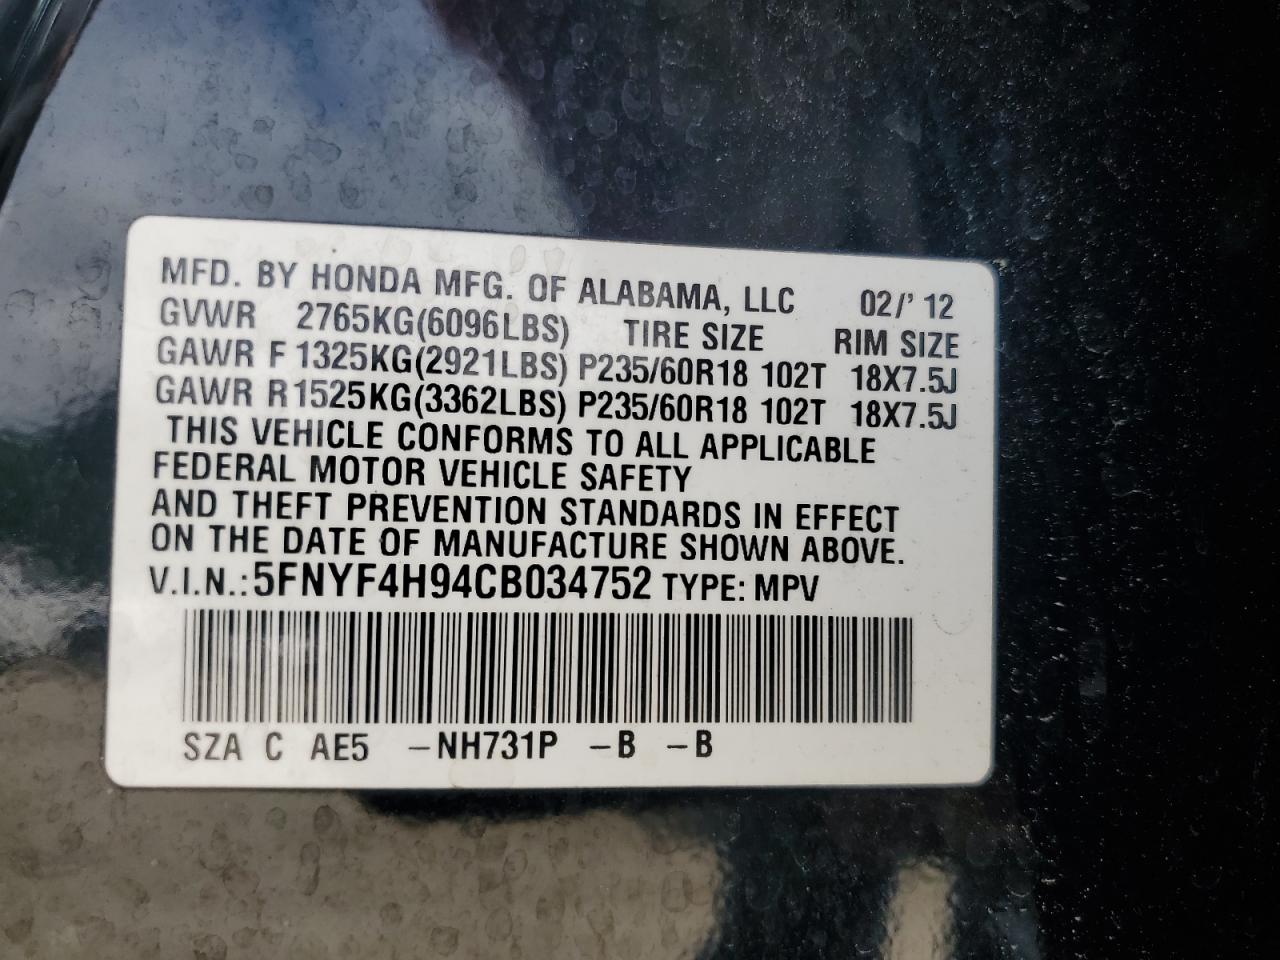 MFD. BY HONDA MFG. OF ALABAMA, LLC 02/' 12
GVWR 2765KG(6096LBS) TIRE SIZE RIM SIZE
GAWR F 1325KG(2921LBS) P235/60R18 102T 18X7.5J
GAWR R 1525KG(3362LBS) P235/60R18 102T 18X7.5J
THIS VEHICLE CONFORMS TO ALL APPLICABLE
FEDERAL MOTOR VEHICLE SAFETY
AND THEFT PREVENTION STANDARDS IN EFFECT
ON THE DATE OF MANUFACTURE SHOWN ABOVE.
V.I.N.: 5FNYF4H94CB034752 TYPE: MPV
SZA C AE5 -NH731P -B -B